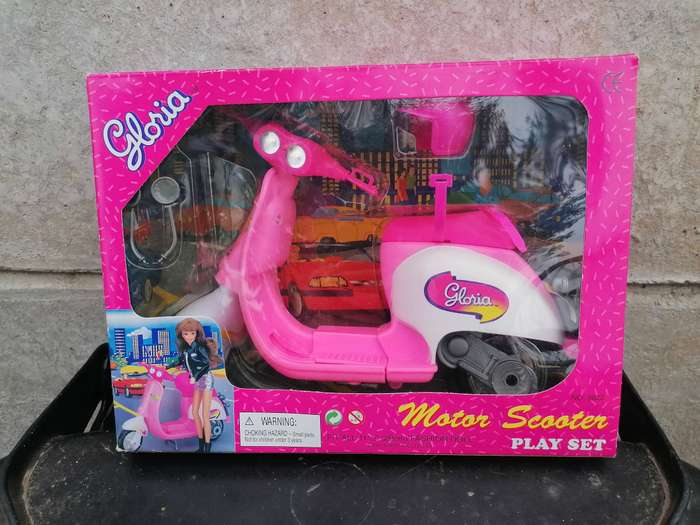 Gloria
CE
Gloria
WARNING:
CHOKING HAZARD - Small parts.
Not for children under 3 years.
Motor Scooter
PLAY SET